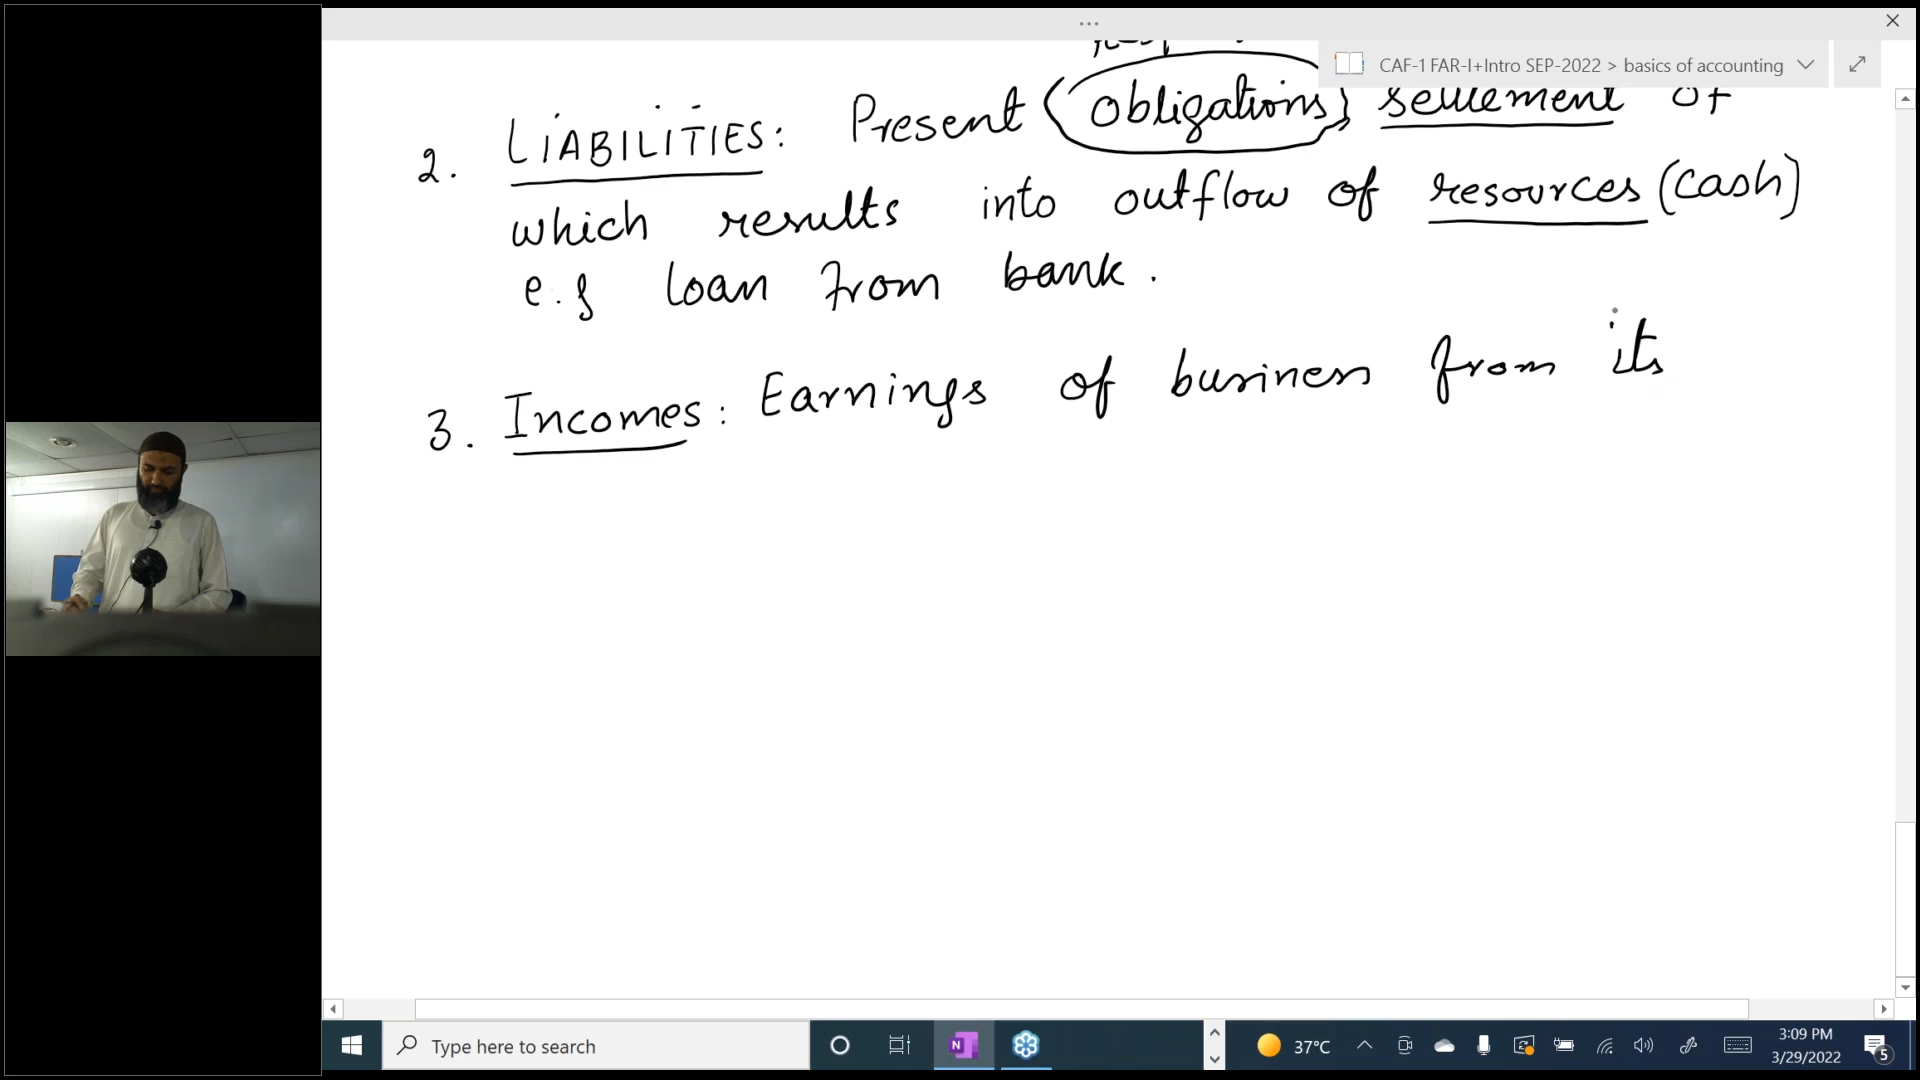 CAF-1 FAR-I+Intro SEP-2022 > basics of accounting
2. LIABILITIES: Present (obligations) settlement of
which results into outflow of resources (cash)
e.g loan from bank.
3. Incomes: Earnings of business from its
Type here to search
N
37°C
3:09 PM
3/29/2022
5